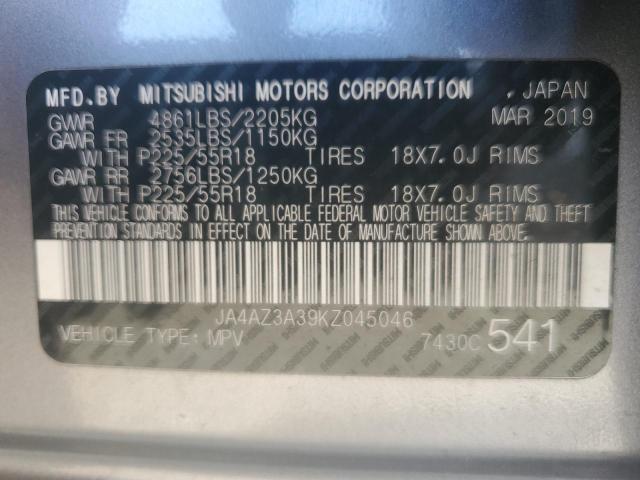 MFD.BY MITSUBISHI MOTORS CORPORATION , JAPAN
GVWR 4861LBS/2205KG MAR 2019
GAWR FR 2535LBS/1150KG
WITH P225/55R18 TIRES 18X7.0J RIMS
GAWR RR 2756LBS/1250KG
WITH P225/55R18 TIRES 18X7.0J RIMS
THIS VEHICLE CONFORMS TO ALL APPLICABLE FEDERAL MOTOR VEHICLE SAFETY AND THEFT
PREVENTION STANDARDS IN EFFECT ON THE DATE OF MANUFACTURE SHOWN ABOVE.
JA4AZ3A39KZ045046
VEHICLE TYPE: MPV 7430C 541